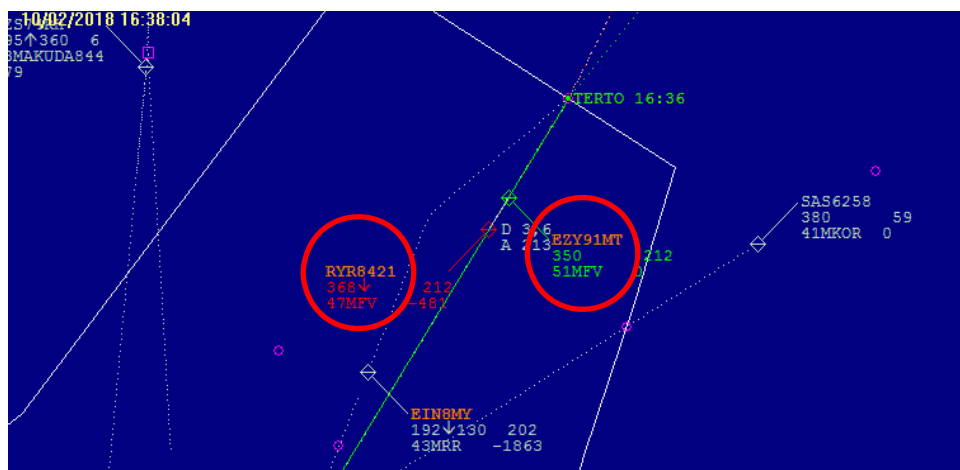 10/02/2018 16:38:04
95↑360 6
MAKUDA844
79
TERTO 16:36
SAS6258
380 59
41MKOR 0
D 3,6
A 213
EZY91MT
350 212
51MFV 0
RYR8421
368↓ 212
47MFV -481
EIN8MY
192↓130 202
43MRR -1863